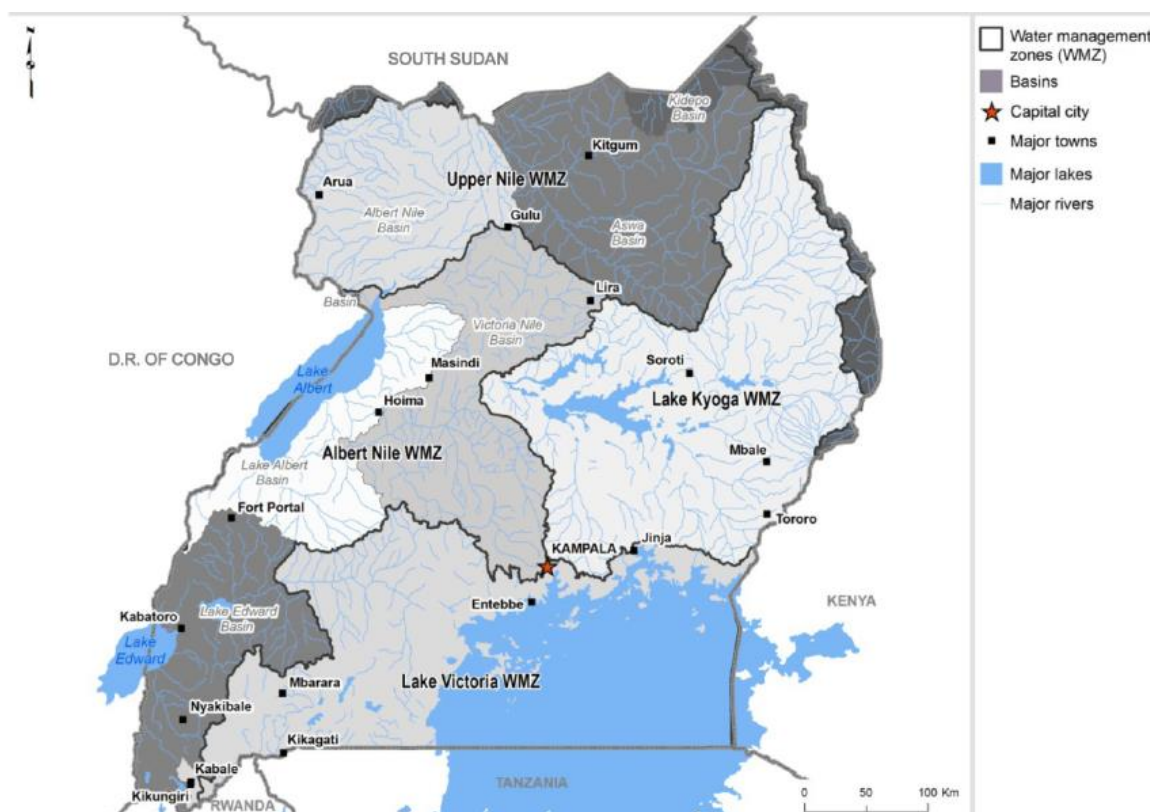 N
SOUTH SUDAN
Kidepo
Basin
Kitgum
Arua
Upper Nile WMZ
Albert Nile
Basin
Gulu
Aswa
Basin
Basin
Lira
Victoria Nile
Basin
D.R. OF CONGO
Masindi
Soroti
Lake
Albert
Hoima
Lake Kyoga WMZ
Albert Nile WMZ
Mbale
Lake Albert
Basin
Fort Portal
Tororo
KAMPALA
Jinja
Entebbe
KENYA
Kabatoro
Lake Edward
Basin
Lake
Edward
Lake Victoria WMZ
Mbarara
Nyakibale
Kikagati
Kabale
TANZANIA
Kikungiri
RWANDA
0 50 100 Km
Water management
zones (WMZ)
Basins
Capital city
Major towns
Major lakes
Major rivers